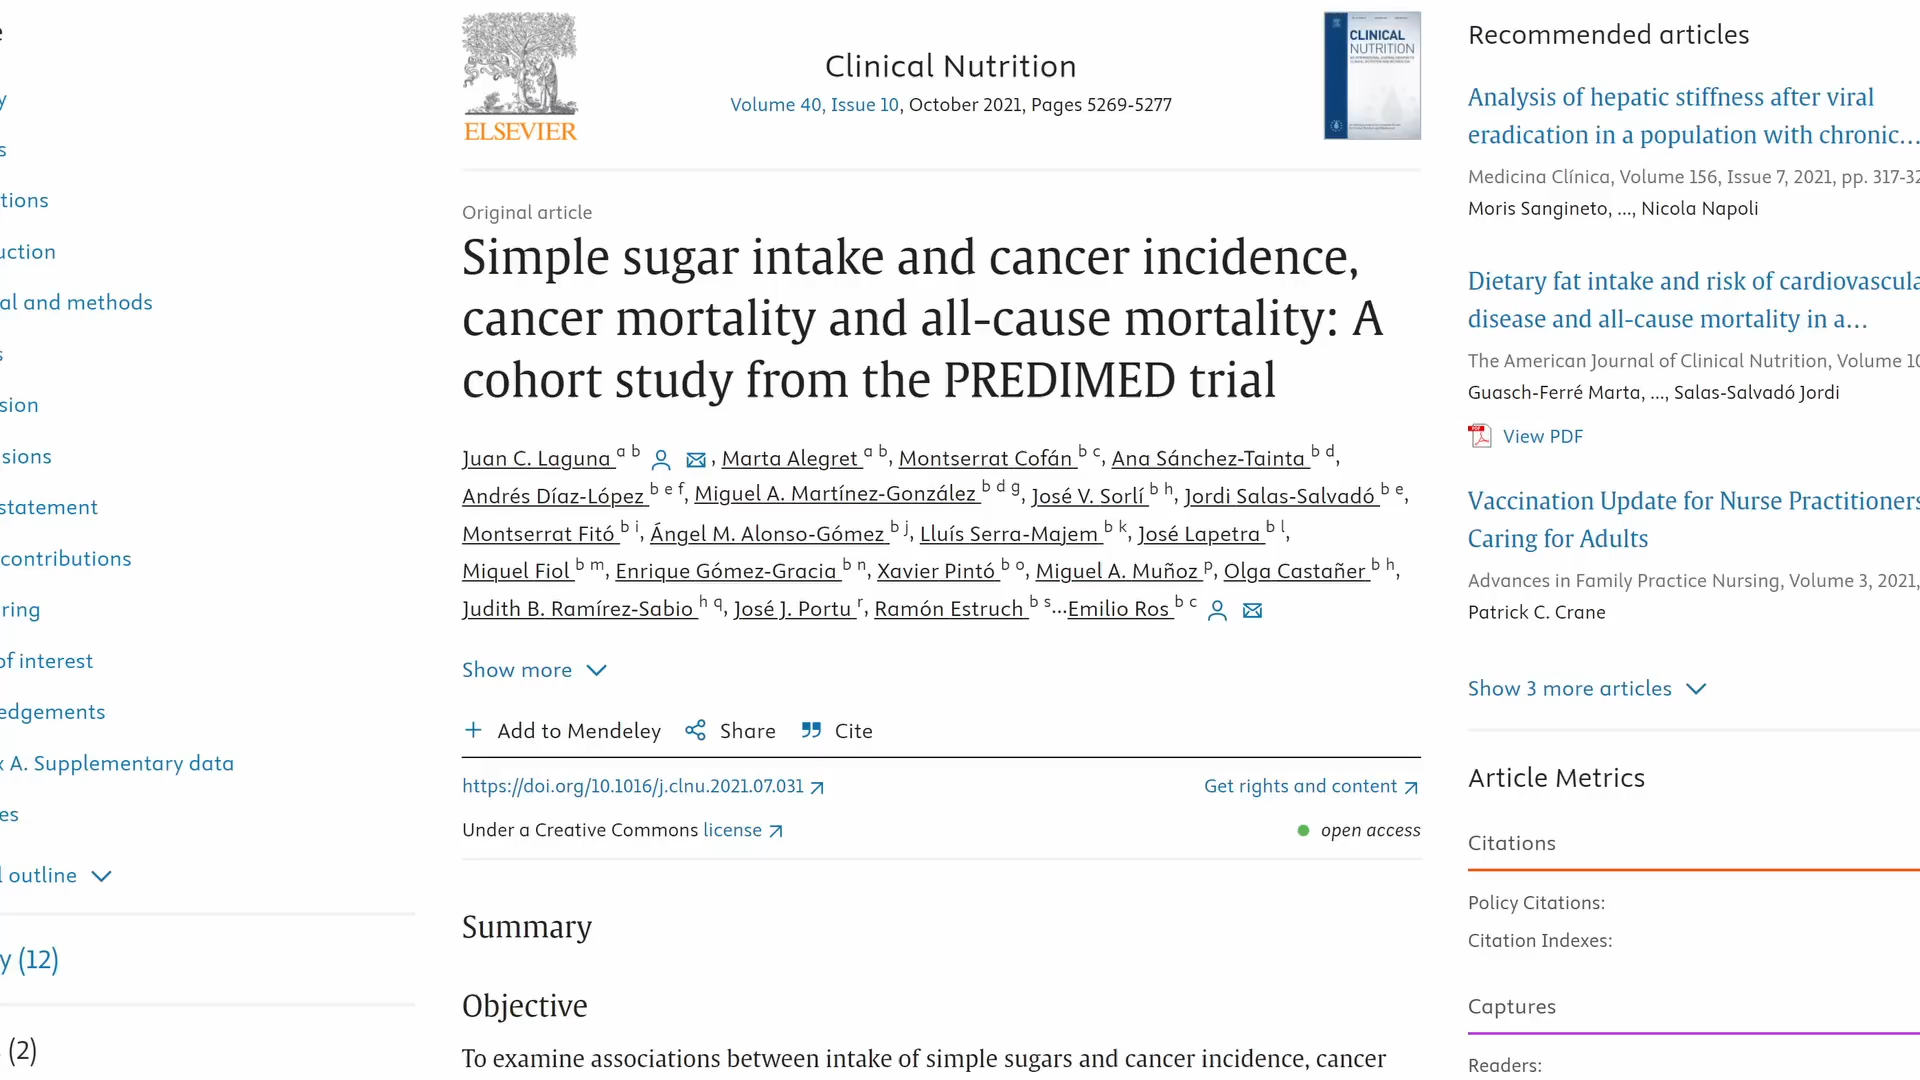 e
y
s
tions
uction
al and methods
s
sion
sions
statement
contributions
ring
of interest
edgements
x A. Supplementary data
es
l outline
y (12)
(2)
ELSEVIER
Clinical Nutrition
Volume 40, Issue 10, October 2021, Pages 5269-5277
CLINICAL
NUTRITION
Original article
Simple sugar intake and cancer incidence,
cancer mortality and all-cause mortality: A
cohort study from the PREDIMED trial
Juan C. Laguna a b, Marta Alegret a b, Montserrat Cofán b c, Ana Sánchez-Tainta b d,
Andrés Díaz-López b e f, Miguel A. Martínez-González b d g, José V. Sorlí b h, Jordi Salas-Salvadó b e,
Montserrat Fitó b i, Ángel M. Alonso-Gómez b j, Lluís Serra-Majem b k, José Lapetra b l,
Miquel Fiol b m, Enrique Gómez-Gracia b n, Xavier Pintó b o, Miguel A. Muñoz p, Olga Castañer b h,
Judith B. Ramírez-Sabio h q, José J. Portu r, Ramón Estruch b s…Emilio Ros b c
Show more
+ Add to Mendeley Share Cite
https://doi.org/10.1016/j.clnu.2021.07.031 Get rights and content
Under a Creative Commons license open access
Summary
Objective
To examine associations between intake of simple sugars and cancer incidence, cancer
Recommended articles
Analysis of hepatic stiffness after viral
eradication in a population with chronic…
Medicina Clínica, Volume 156, Issue 7, 2021, pp. 317-32
Moris Sangineto, …, Nicola Napoli
Dietary fat intake and risk of cardiovascula
disease and all-cause mortality in a…
The American Journal of Clinical Nutrition, Volume 10
Guasch-Ferré Marta, …, Salas-Salvadó Jordi
PDF View PDF
Vaccination Update for Nurse Practitioners
Caring for Adults
Advances in Family Practice Nursing, Volume 3, 2021,
Patrick C. Crane
Show 3 more articles
Article Metrics
Citations
Policy Citations:
Citation Indexes:
Captures
Readers: